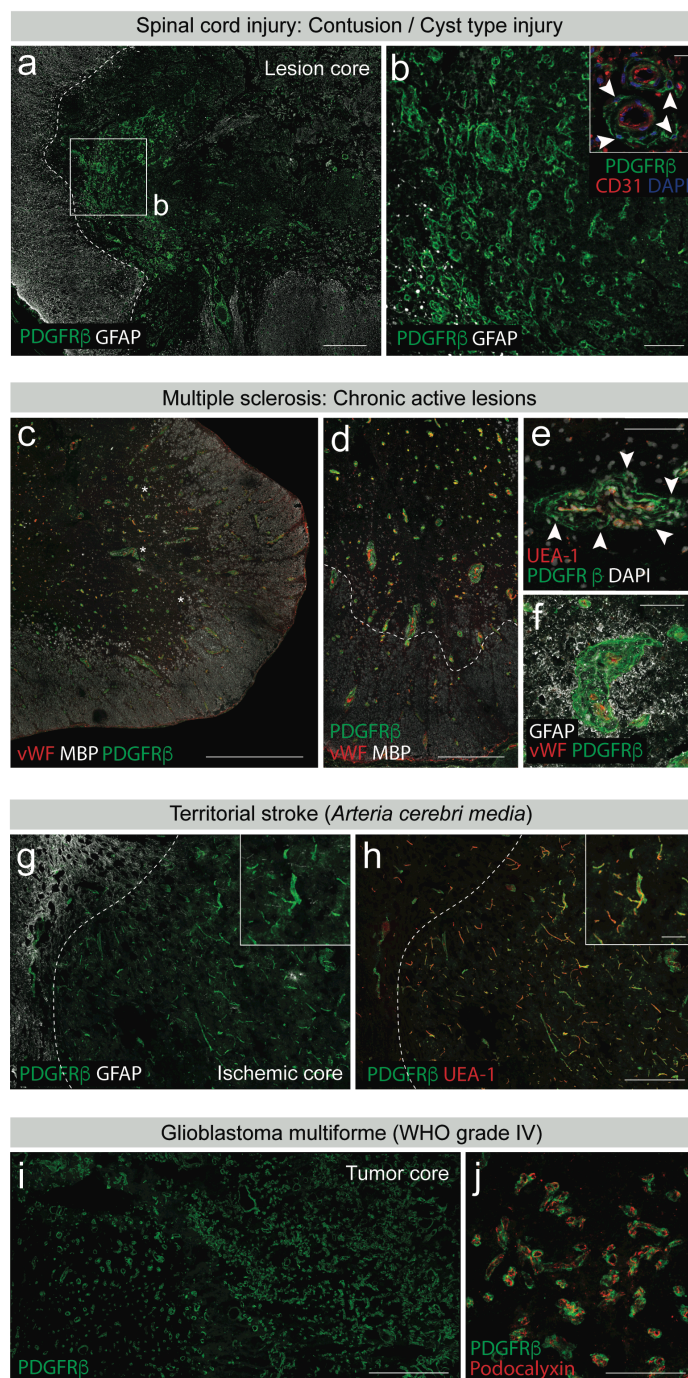 Spinal cord injury: Contusion / Cyst type injury
a
Lesion core
b
PDGFRβ GFAP
b
PDGFRβ
CD31 DAPI
PDGFRβ GFAP
Multiple sclerosis: Chronic active lesions
c
*
*
*
vWF MBP PDGFRβ
d
PDGFRβ
vWF MBP
e
UEA-1
PDGFR β DAPI
f
GFAP
vWF PDGFRβ
Territorial stroke (Arteria cerebri media)
g
PDGFRβ GFAP
Ischemic core
h
PDGFRβ UEA-1
Glioblastoma multiforme (WHO grade IV)
i
Tumor core
PDGFRβ
j
PDGFRβ
Podocalyxin